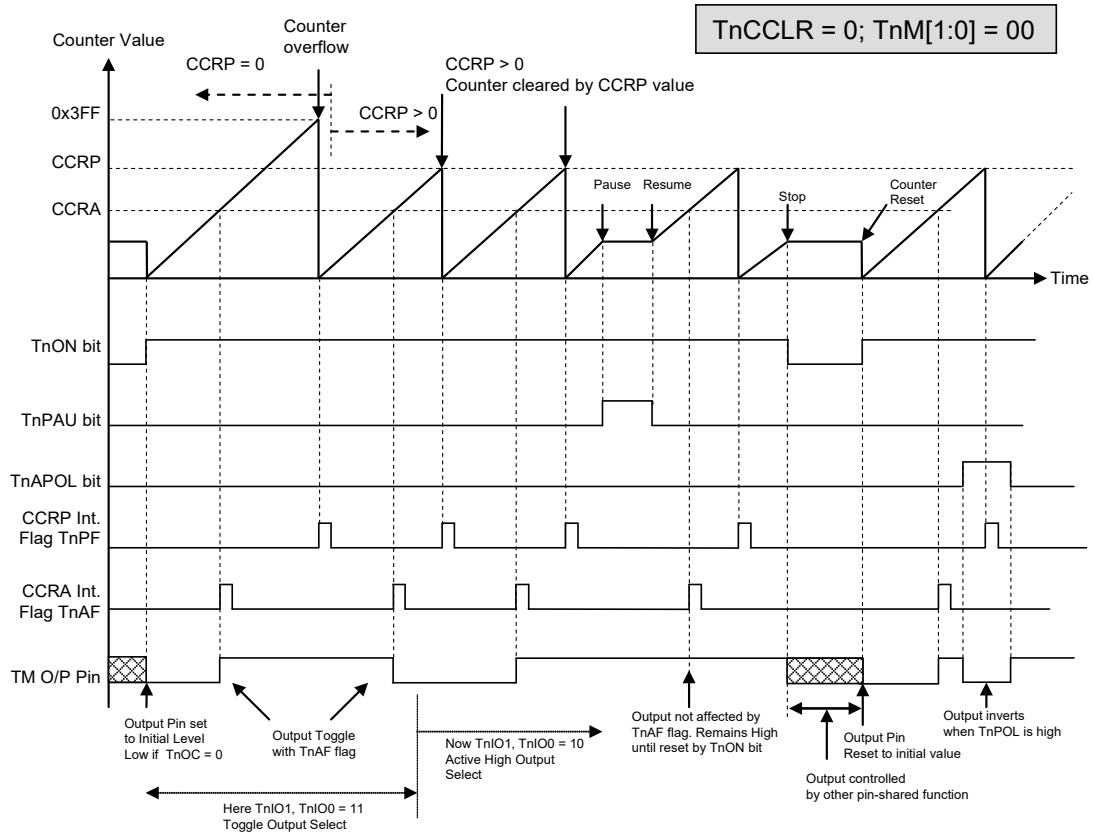 TnCCLR = 0; TnM[1:0] = 00
Counter Value
Counter
overflow
CCRP = 0
CCRP > 0
CCRP > 0
Counter cleared by CCRP value
0x3FF
CCRP
CCRA
Pause
Resume
Stop
Counter
Reset
Time
TnON bit
TnPAU bit
TnAPOL bit
CCRP Int.
Flag TnPF
CCRA Int.
Flag TnAF
TM O/P Pin
Output Pin set
to Initial Level
Low if TnOC = 0
Output Toggle
with TnAF flag
Now TnIO1, TnIO0 = 10
Active High Output
Select
Output not affected by
TnAF flag. Remains High
until reset by TnON bit
Output Pin
Reset to initial value
Output inverts
when TnPOL is high
Output controlled
by other pin-shared function
Here TnIO1, TnIO0 = 11
Toggle Output Select